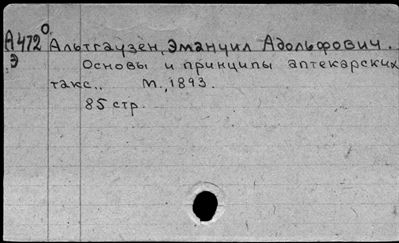 А472 О
Э
Альтгаузен, Эмануил Адольфович.
Основы и принципы аптекарских
такс.. М., 1893.
85 стр.